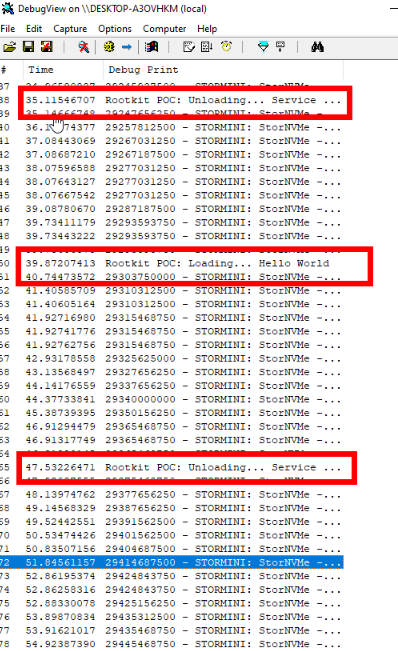 DebugView on \\DESKTOP-A3OVHKM (local)
File Edit Capture Options Computer Help
# Time Debug Print
37 STORMINI: StorNVMe -...
38 35.11546707 Rootkit POC: Unloading... Service ...
39 35.14666748 29247656250 - STORMINI: StorNVMe -...
40 29257812500 - STORMINI: StorNVMe -...
41 37.08443069 29267031250 - STORMINI: StorNVMe -...
42 37.08687210 29267187500 - STORMINI: StorNVMe -...
43 38.07596588 29277031250 - STORMINI: StorNVMe -...
44 38.07643127 29277031250 - STORMINI: StorNVMe -...
45 38.07667542 29277031250 - STORMINI: StorNVMe -...
46 39.08780670 29287187500 - STORMINI: StorNVMe -...
47 39.73411179 29293593750 - STORMINI: StorNVMe -...
48 39.73443222 29293593750 - STORMINI: StorNVMe -...
49
50 39.87207413 Rootkit POC: Loading... Hello World
51 40.74473572 29303750000 - STORMINI: StorNVMe -...
52 41.40585709 29310312500 - STORMINI: StorNVMe -...
53 41.40605164 29310312500 - STORMINI: StorNVMe -...
54 41.92716980 29315468750 - STORMINI: StorNVMe -...
55 41.92741776 29315468750 - STORMINI: StorNVMe -...
56 41.92762756 29315468750 - STORMINI: StorNVMe -...
57 42.93178558 29325625000 - STORMINI: StorNVMe -...
58 43.13568497 29327656250 - STORMINI: StorNVMe -...
59 44.14176559 29337656250 - STORMINI: StorNVMe -...
60 44.37733841 29340000000 - STORMINI: StorNVMe -...
61 45.38739395 29350156250 - STORMINI: StorNVMe -...
62 46.91294479 29365468750 - STORMINI: StorNVMe -...
63 46.91317749 29365468750 - STORMINI: StorNVMe -...
65 47.53226471 Rootkit POC: Unloading... Service ...
66 STORMINI: StorNVMe -...
67 48.13974762 29377656250 - STORMINI: StorNVMe -...
68 49.14568329 29387656250 - STORMINI: StorNVMe -...
69 49.52442551 29391562500 - STORMINI: StorNVMe -...
70 50.53474426 29401562500 - STORMINI: StorNVMe -...
71 50.83507156 29404687500 - STORMINI: StorNVMe -...
72 51.84561157 29414687500 - STORMINI: StorNVMe -...
73 52.86195374 29424843750 - STORMINI: StorNVMe -...
74 52.86258316 29424843750 - STORMINI: StorNVMe -...
75 52.88330078 29425156250 - STORMINI: StorNVMe -...
76 53.89870834 29435312500 - STORMINI: StorNVMe -...
77 53.91621017 29435468750 - STORMINI: StorNVMe -...
78 54.92387390 29445468750 - STORMINI: StorNVMe -...